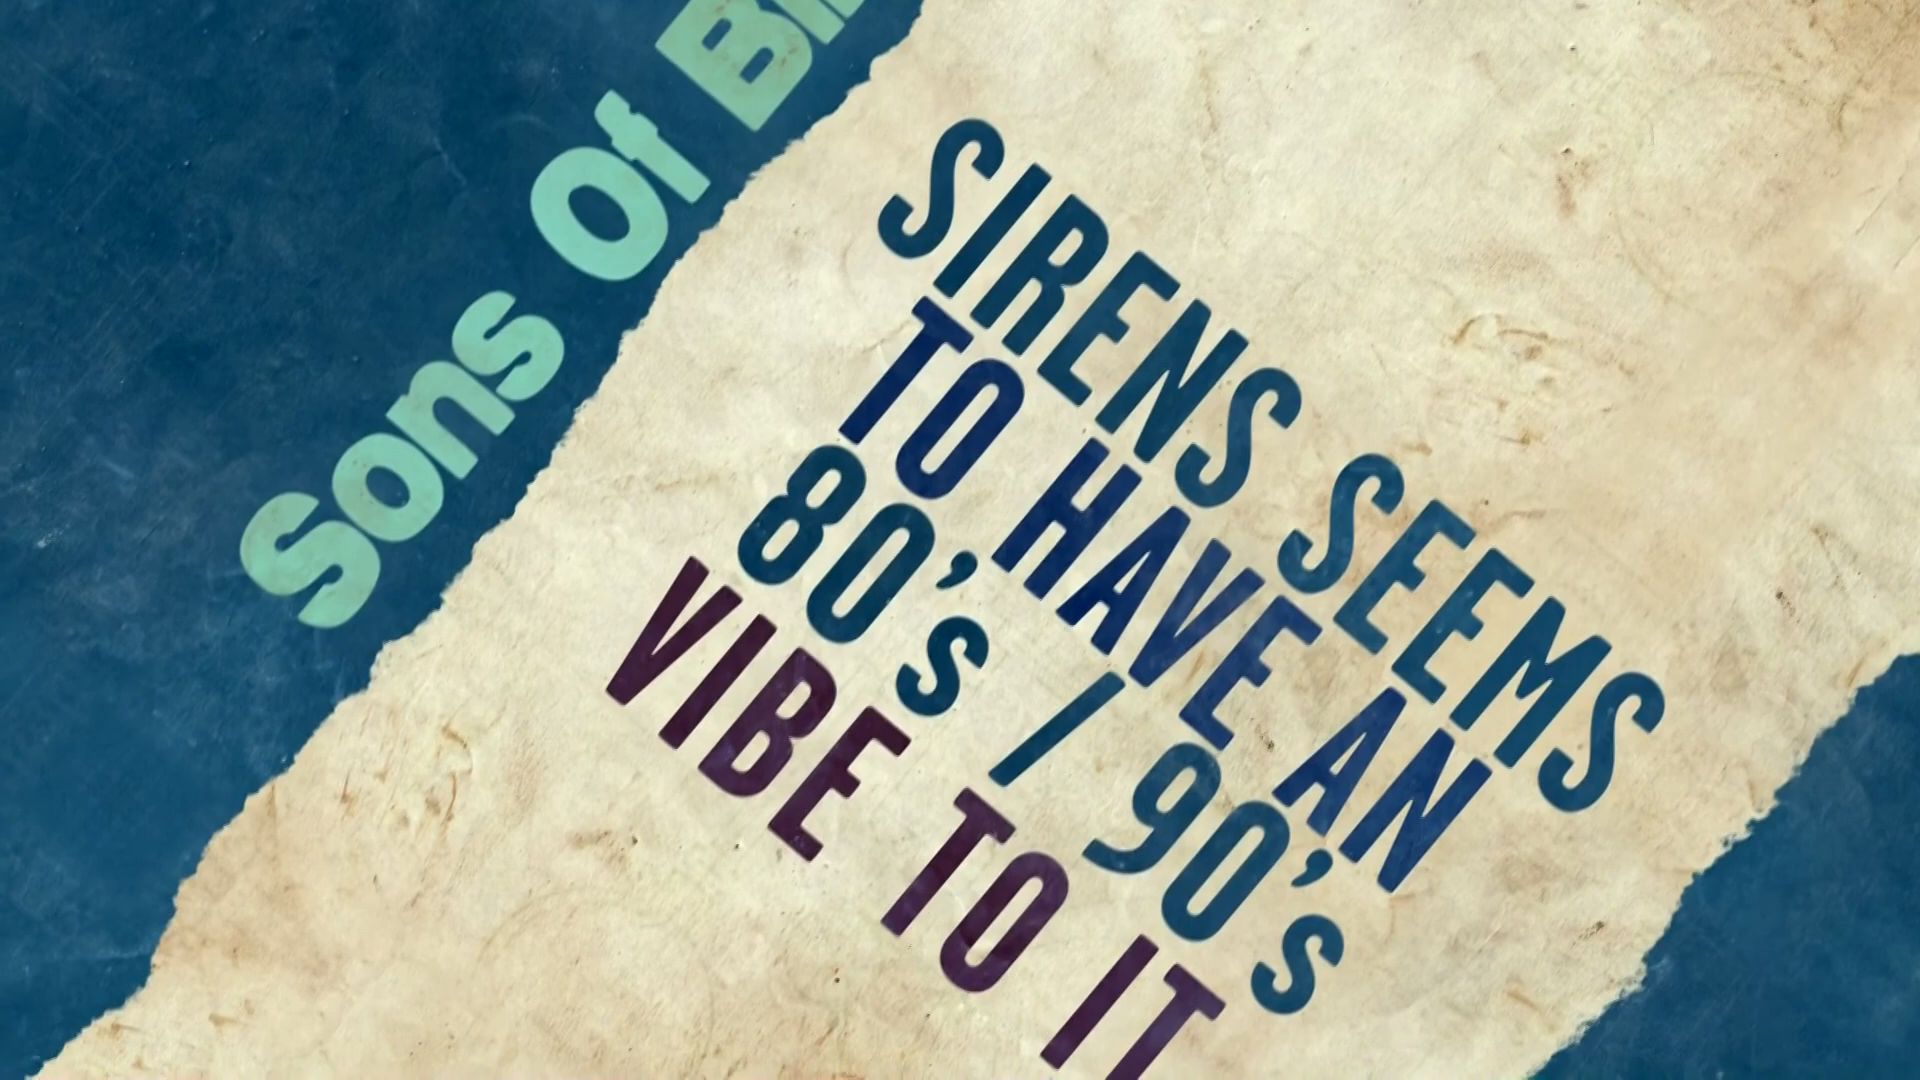 Sons Of
SIRENS SEEMS
TO HAVE AN
80's / 90's
VIBE TO IT